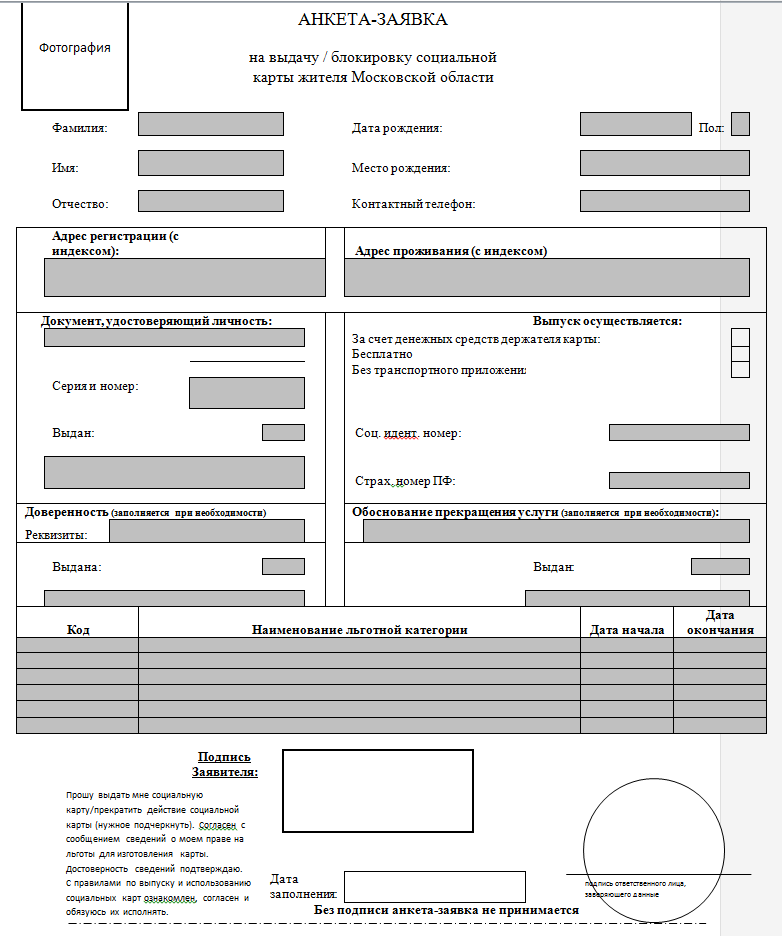 АНКЕТА-ЗАЯВКА
Фотография
на выдачу / блокировку социальной
карты жителя Московской области
Фамилия: Дата рождения: Пол:
Имя: Место рождения:
Отчество: Контактный телефон:
Адрес регистрации (с
индексом):
Адрес проживания (с индексом)
Документ, удостоверяющий личность:
Выпуск осуществляется:
За счет денежных средств держателя карты:
Бесплатно
Без транспортного приложения
Серия и номер:
Выдан:
Соц. идент. номер:
Страх. номер ПФ:
Доверенность (заполняется при необходимости)
Реквизиты:
Обоснование прекращения услуги (заполняется при необходимости):
Выдана: Выдан:
Код Наименование льготной категории Дата начала Дата
окончания
Подпись
Заявителя:
Прошу выдать мне социальную
карту/прекратить действие социальной
карты (нужное подчеркнуть). Согласен с
сообщением сведений о моем праве на
льготы для изготовления карты.
Достоверность сведений подтверждаю.
С правилами по выпуску и использованию
социальных карт ознакомлен, согласен и
обязуюсь их исполнять.
Дата
заполнения:
Без подписи анкета-заявка не принимается
подпись ответственного лица,
заверяющего данные